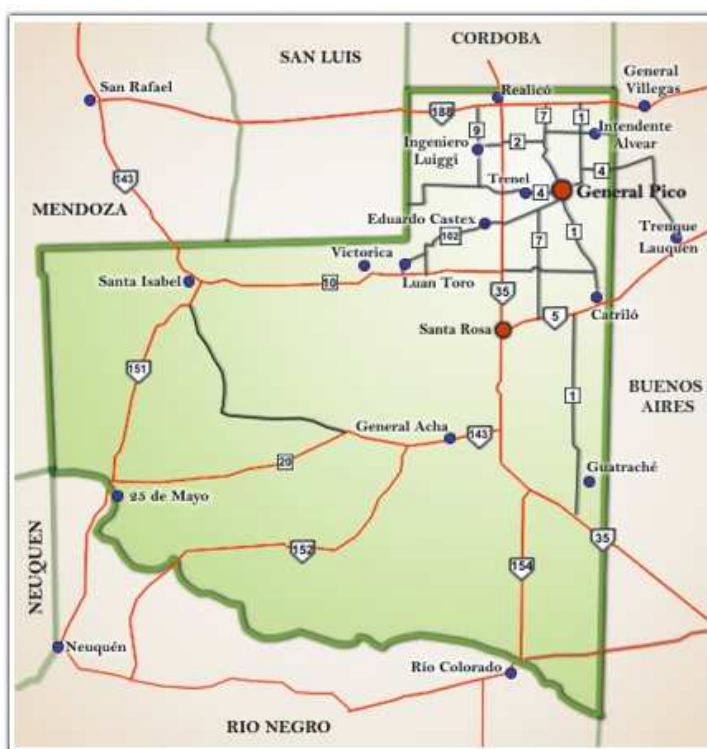 CORDOBA
SAN LUIS
San Rafael
Realicó
General
Villegas
188
7
1
9
2
Intendente
Alvear
Ingeniero
Luiggi
143
4
Trenel
4
General Pico
MENDOZA
Eduardo Castex
102
7
1
Trenque
Lauquen
Victorica
Santa Isabel
10
Luan Toro
35
Catriló
5
Santa Rosa
151
BUENOS
AIRES
1
General Acha
143
20
Guatraché
25 de Mayo
NEUQUEN
152
35
154
Neuquén
Río Colorado
RIO NEGRO